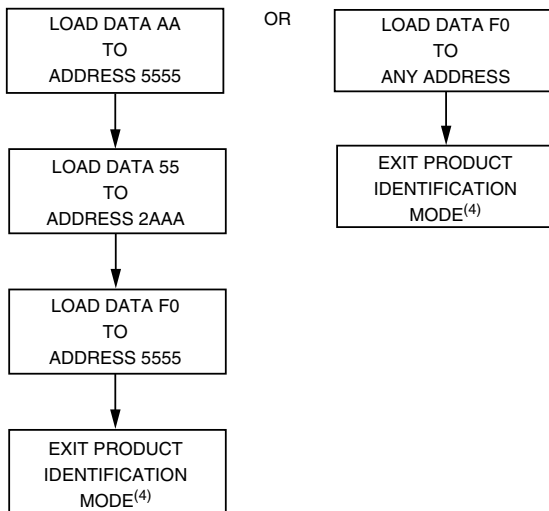 LOAD DATA AA
TO
ADDRESS 5555
LOAD DATA 55
TO
ADDRESS 2AAA
LOAD DATA F0
TO
ADDRESS 5555
EXIT PRODUCT
IDENTIFICATION
MODE(4)
OR
LOAD DATA F0
TO
ANY ADDRESS
EXIT PRODUCT
IDENTIFICATION
MODE(4)